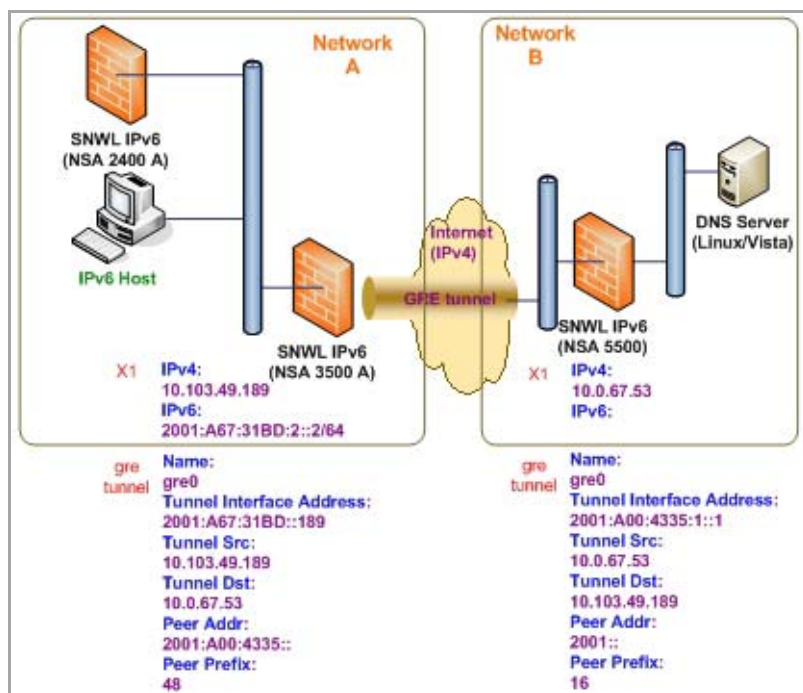 Network
A
SNWL IPv6
(NSA 2400 A)
IPv6 Host
SNWL IPv6
(NSA 3500 A)
X1
IPv4:
10.103.49.189
IPv6:
2001:A67:31BD:2::2/64
Internet
(IPv4)
GRE tunnel
Network
B
DNS Server
(Linux/Vista)
SNWL IPv6
(NSA 5500)
X1
IPv4:
10.0.67.53
IPv6:
gre
tunnel
Name:
gre0
Tunnel Interface Address:
2001:A67:31BD::189
Tunnel Src:
10.103.49.189
Tunnel Dst:
10.0.67.53
Peer Addr:
2001:A00:4335::
Peer Prefix:
48
gre
tunnel
Name:
gre0
Tunnel Interface Address:
2001:A00:4335:1::1
Tunnel Src:
10.0.67.53
Tunnel Dst:
10.103.49.189
Peer Addr:
2001::
Peer Prefix:
16